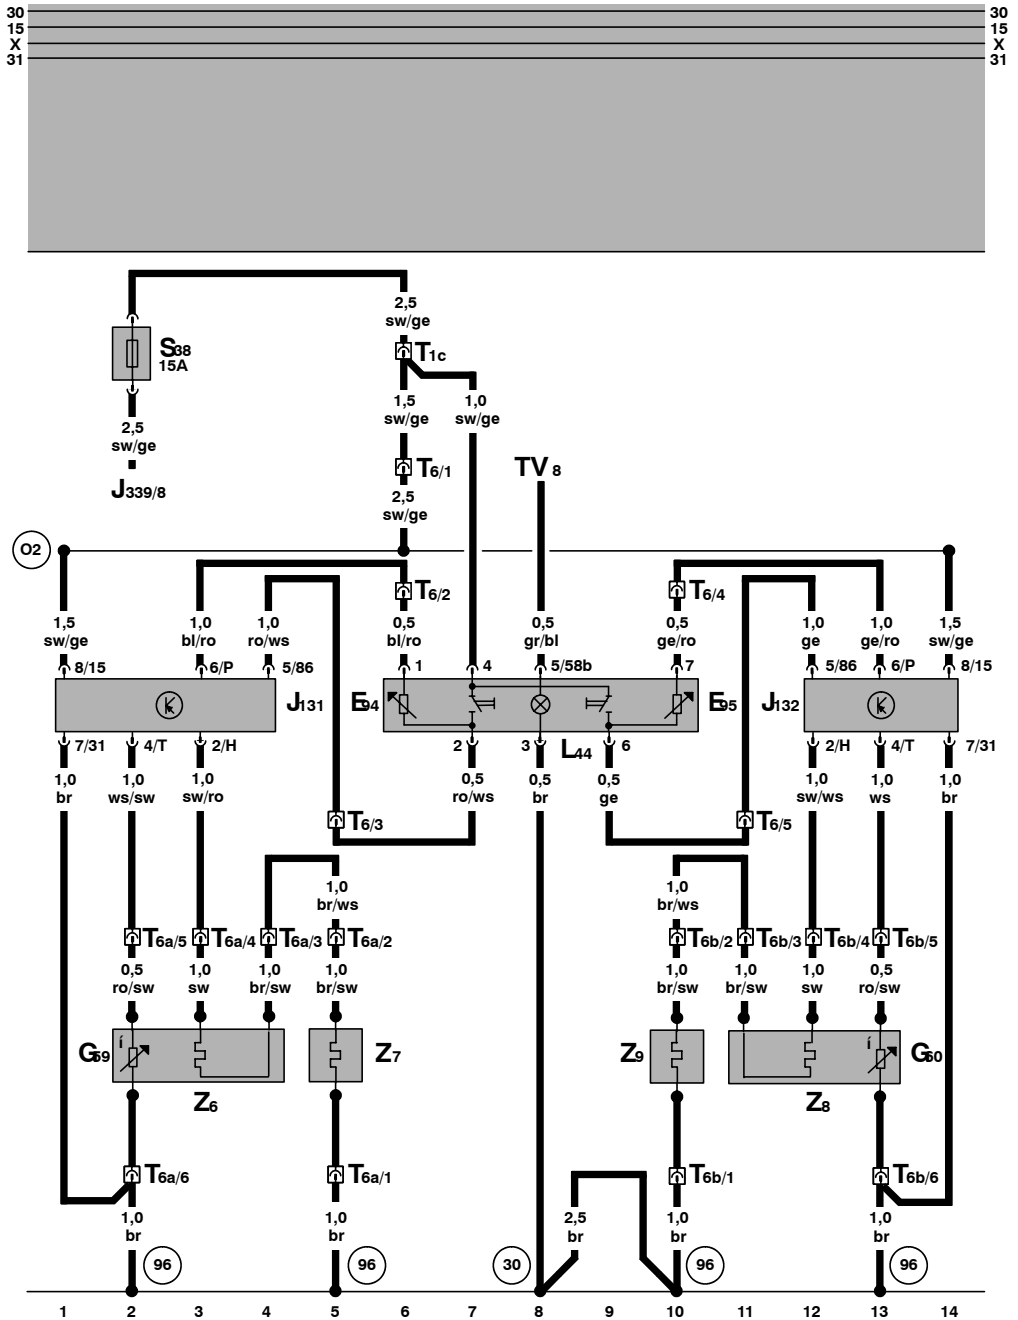 30 30
15 15
X X
31 31
2,5
sw/ge
S38
15A
T1c
2,5
sw/ge
1,5 1,0
sw/ge sw/ge
J339/8
T6/1
TV 8
2,5
sw/ge
O2
T6/2 T6/4
1,5 1,0 1,0 0,5 0,5 0,5 1,0 1,0 1,5
sw/ge bl/ro ro/ws bl/ro gr/bl ge/ro ge ge/ro sw/ge
8/15 6/P 5/86 1 4 5/58b 7 5/86 6/P 8/15
J131 E94 E95 J132
7/31 4/T 2/H 2 3 L44 6 2/H 4/T 7/31
1,0 1,0 1,0 0,5 0,5 0,5 1,0 1,0 1,0
br ws/sw sw/ro ro/ws br ge sw/ws ws br
T6/3 T6/5
1,0 1,0
br/ws br/ws
T6a/5 T6a/4 T6a/3 T6a/2 T6b/2 T6b/3 T6b/4 T6b/5
0,5 1,0 1,0 1,0 1,0 1,0 1,0 0,5
ro/sw sw br/sw br/sw br/sw br/sw sw ro/sw
í í
G59 Z7 Z9 G60
Z6 Z8
T6a/6 T6a/1 T6b/1 T6b/6
1,0 1,0 2,5 1,0 1,0
br br br br br
96 96 30 96 96
1 2 3 4 5 6 7 8 9 10 11 12 13 14